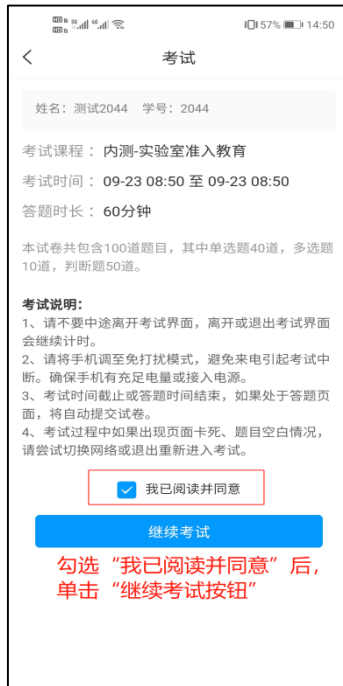 57% 14:50
考试
姓名：测试2044 学号：2044
考试课程：内测-实验室准入教育
考试时间：09-23 08:50 至 09-23 08:50
答题时长：60分钟
本试卷共包含100道题目，其中单选题40道，多选题
10道，判断题50道。
考试说明：
1、请不要中途离开考试界面，离开或退出考试界面
会继续计时。
2、请将手机调至免打扰模式，避免来电引起考试中
断。确保手机有充足电量或接入电源。
3、考试时间截止或答题时间结束，如果处于答题页
面，将自动提交试卷。
4、考试过程中如果出现页面卡死、题目空白情况，
请尝试切换网络或退出重新进入考试。
我已阅读并同意
继续考试
勾选“我已阅读并同意”后，
单击“继续考试按钮”